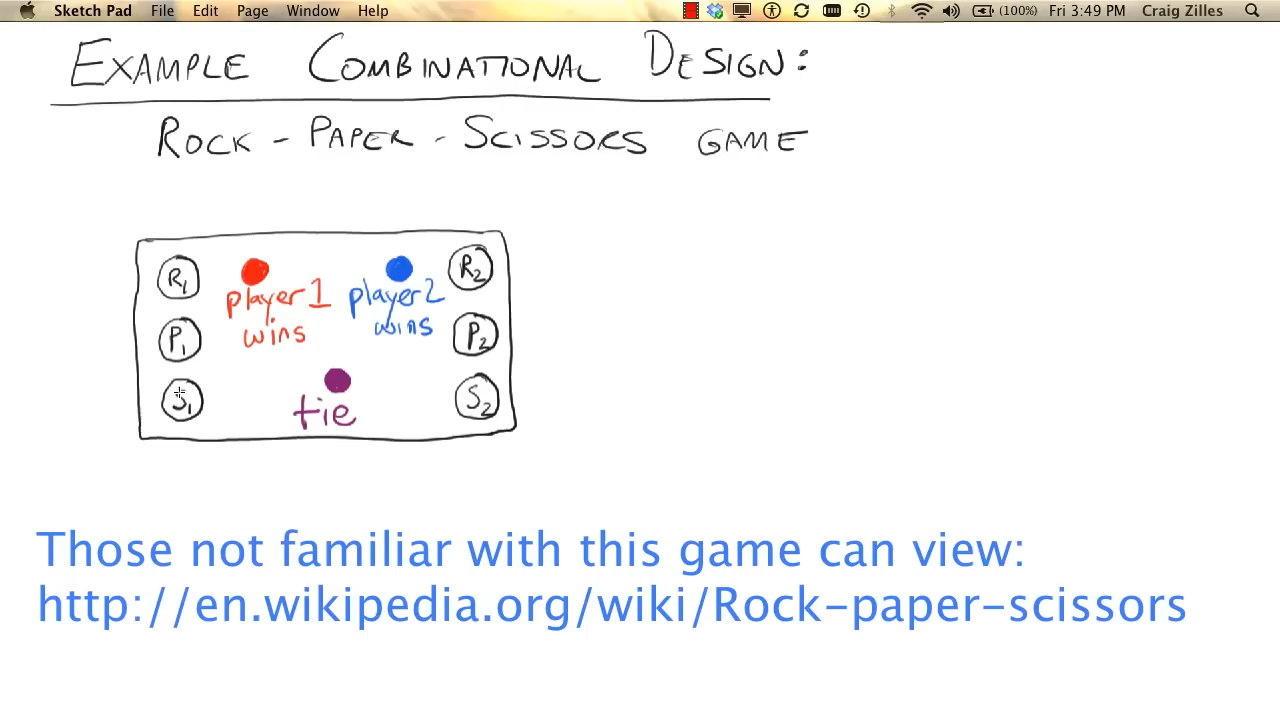 Sketch Pad File Edit Page Window Help (100%) Fri 3:49 PM Craig Zilles
EXAMPLE COMBINATIONAL DESIGN:
ROCK - PAPER - SCISSORS GAME
R1 R2
player 1 wins
player 2 wins
P1 P2
S1 S2
tie
Those not familiar with this game can view:
http://en.wikipedia.org/wiki/Rock-paper-scissors